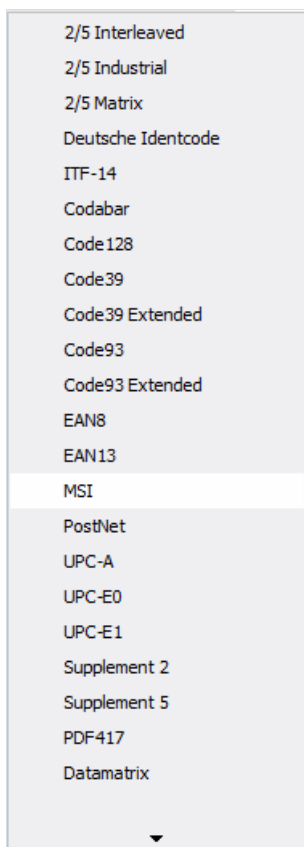 2/5 Interleaved
2/5 Industrial
2/5 Matrix
Deutsche Identcode
ITF-14
Codabar
Code128
Code39
Code39 Extended
Code93
Code93 Extended
EAN8
EAN13
MSI
PostNet
UPC-A
UPC-E0
UPC-E1
Supplement 2
Supplement 5
PDF417
Datamatrix